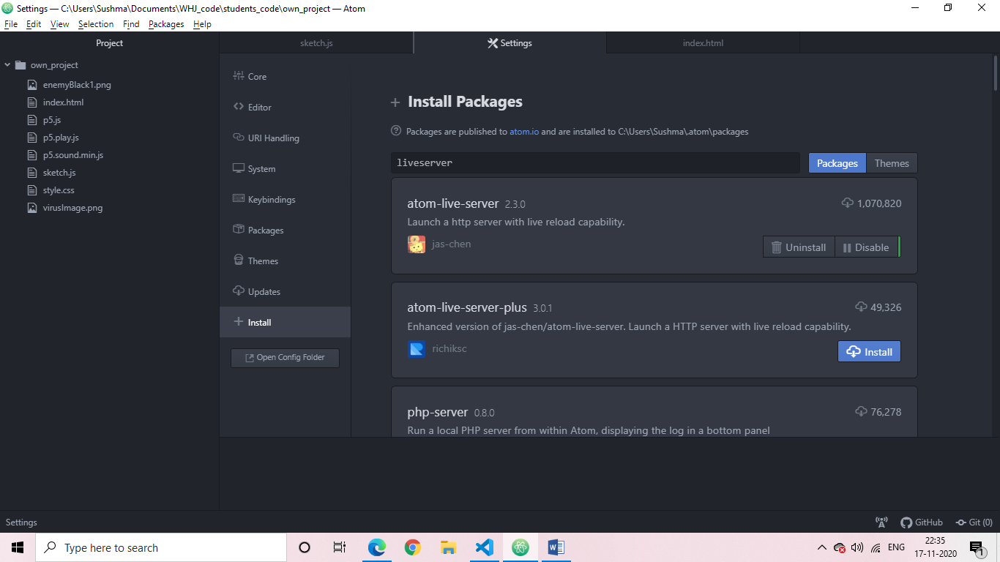 Settings — C:\Users\Sushma\Documents\WHJ_code\students_code\own_project — Atom
File Edit View Selection Find Packages Help
Project
sketch.js
Settings
index.html
own_project
enemyBlack1.png
index.html
p5.js
p5.play.js
p5.sound.min.js
sketch.js
style.css
virusImage.png
Core
Editor
URI Handling
System
Keybindings
Packages
Themes
Updates
Install
Open Config Folder
Install Packages
Packages are published to atom.io and are installed to C:\Users\Sushma\.atom\packages
liveserver
Packages Themes
atom-live-server 2.3.0 1,070,820
Launch a http server with live reload capability.
jas-chen Uninstall Disable
atom-live-server-plus 3.0.1 49,326
Enhanced version of jas-chen/atom-live-server. Launch a HTTP server with live reload capability.
richiksc Install
php-server 0.8.0 76,278
Run a local PHP server from within Atom, displaying the log in a bottom panel
Settings GitHub Git (0)
Type here to search
ENG
22:35
17-11-2020
1